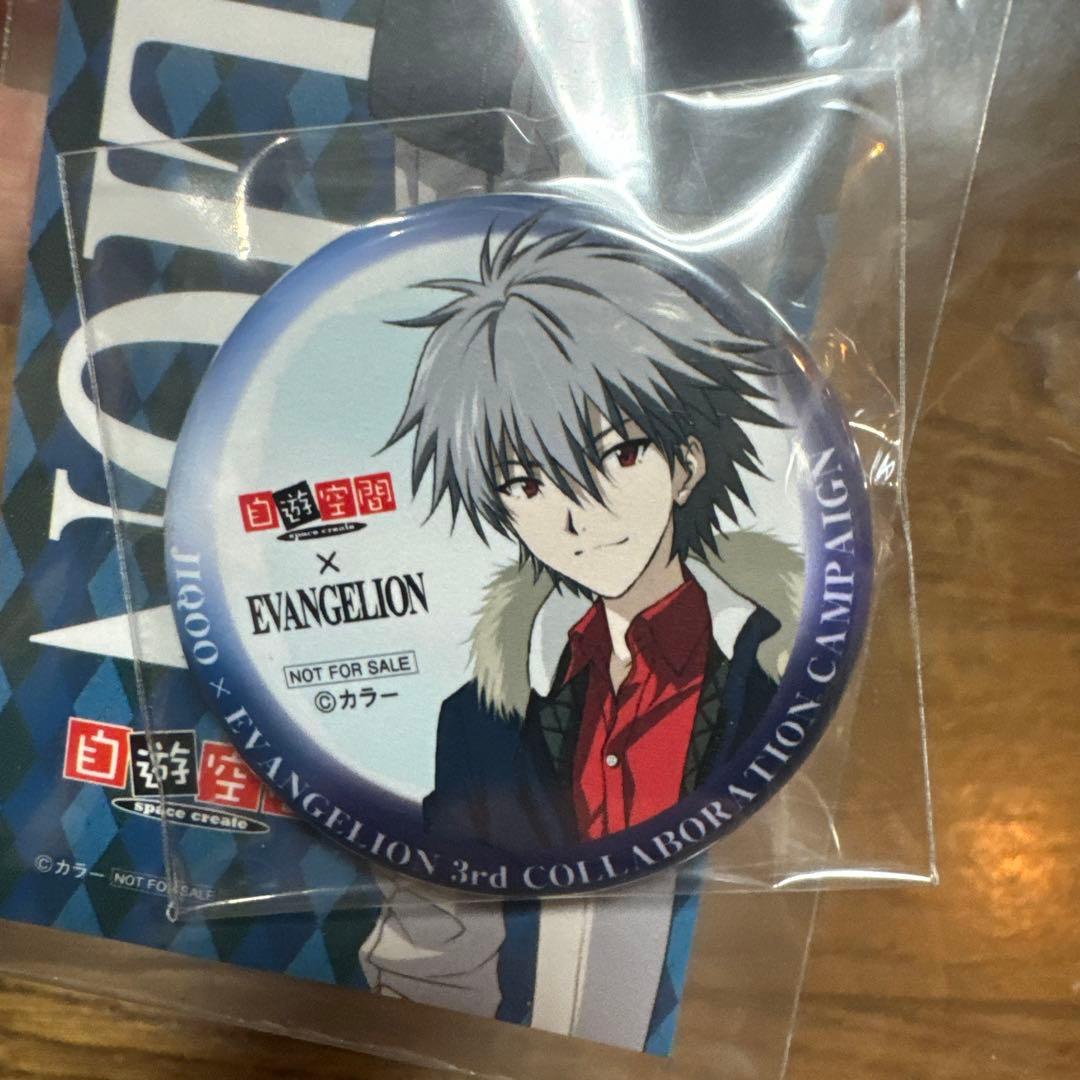 自遊空間
space create
×
EVANGELION
NOT FOR SALE
©カラー
JIQOO × EVANGELION 3rd COLLABORATION CAMPAIGN
自遊空
space create
©カラー NOT FOR SALE